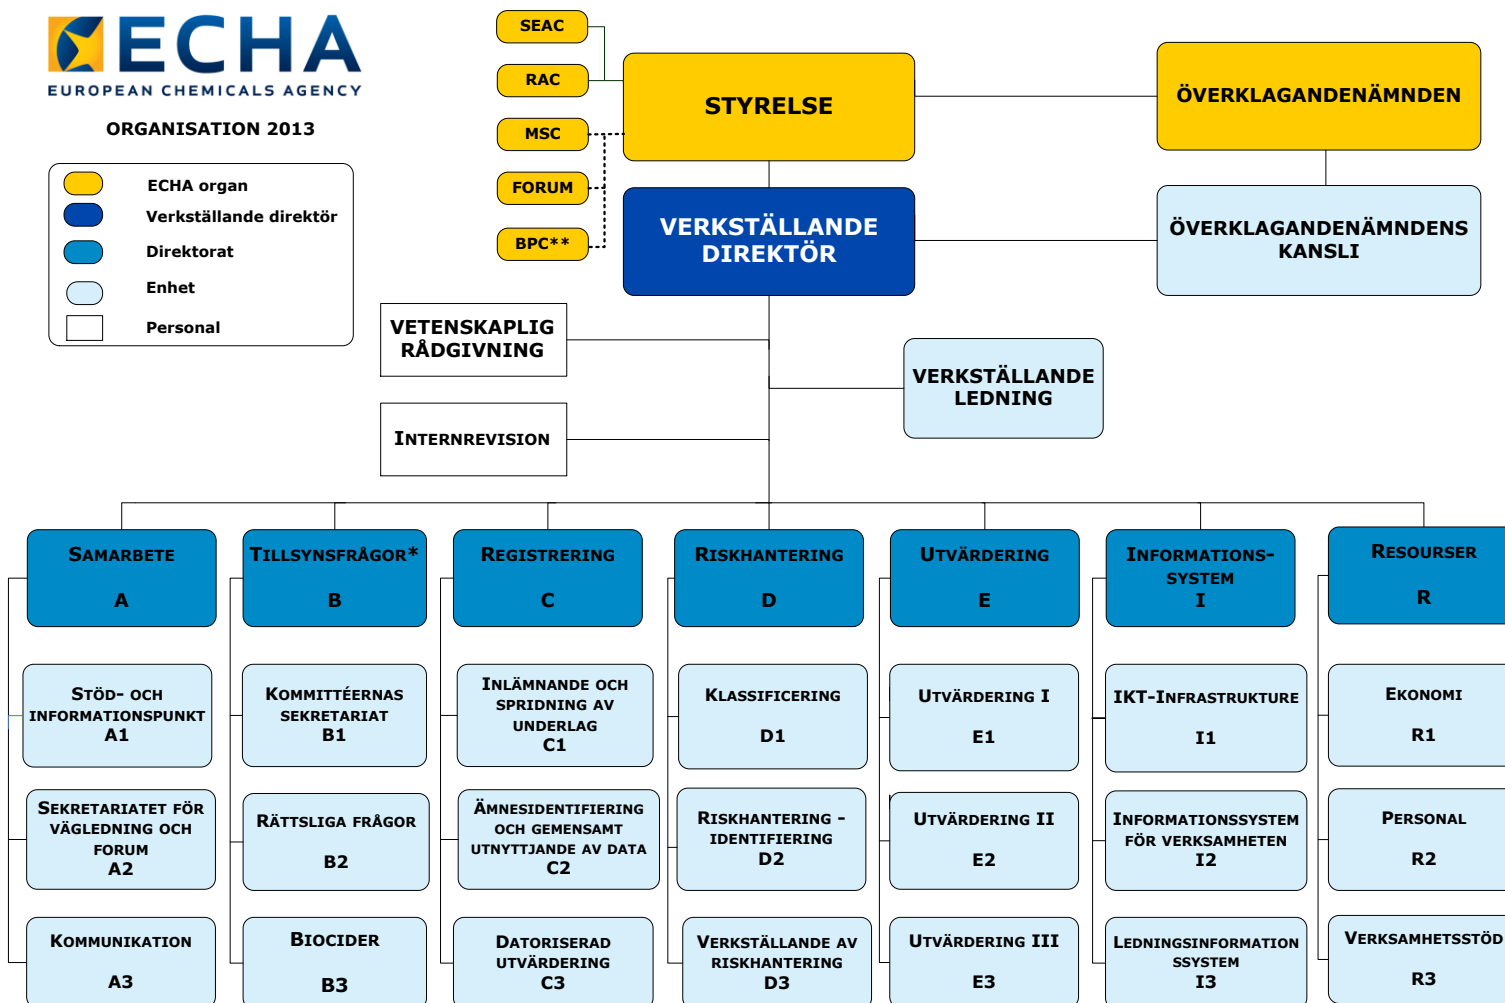 ECHA
EUROPEAN CHEMICALS AGENCY
ORGANISATION 2013
ECHA organ
Verkställande direktör
Direktorat
Enhet
Personal
SEAC
RAC
MSC
FORUM
BPC**
STYRELSE
ÖVERKLAGANDENÄMNDEN
VERKSTÄLLANDE
DIREKTÖR
ÖVERKLAGANDENÄMNDENS
KANSLI
VETENSKAPLIG
RÅDGIVNING
VERKSTÄLLANDE
LEDNING
INTERNREVISION
SAMARBETE
A
TILLSYNSFRÅGOR*
B
REGISTRERING
C
RISKHANTERING
D
UTVÄRDERING
E
INFORMATIONS-
SYSTEM
I
RESOURSER
R
STÖD- OCH
INFORMATIONSPUNKT
A1
KOMMITTÉERNAS
SEKRETARIAT
B1
INLÄMNANDE OCH
SPRIDNING AV
UNDERLAG
C1
KLASSIFICERING
D1
UTVÄRDERING I
E1
IKT-INFRASTRUKTURE
I1
EKONOMI
R1
SEKRETARIATET FÖR
VÄGLEDNING OCH
FORUM
A2
RÄTTSLIGA FRÅGOR
B2
ÄMNESIDENTIFIERING
OCH GEMENSAMT
UTNYTTJANDE AV DATA
C2
RISKHANTERING -
IDENTIFIERING
D2
UTVÄRDERING II
E2
INFORMATIONSSYSTEM
FÖR VERKSAMHETEN
I2
PERSONAL
R2
KOMMUNIKATION
A3
BIOCIDER
B3
DATORISERAD
UTVÄRDERING
C3
VERKSTÄLLANDE AV
RISKHANTERING
D3
UTVÄRDERING III
E3
LEDNINGSINFORMATION
SSYSTEM
I3
VERKSAMHETSSTÖD
R3